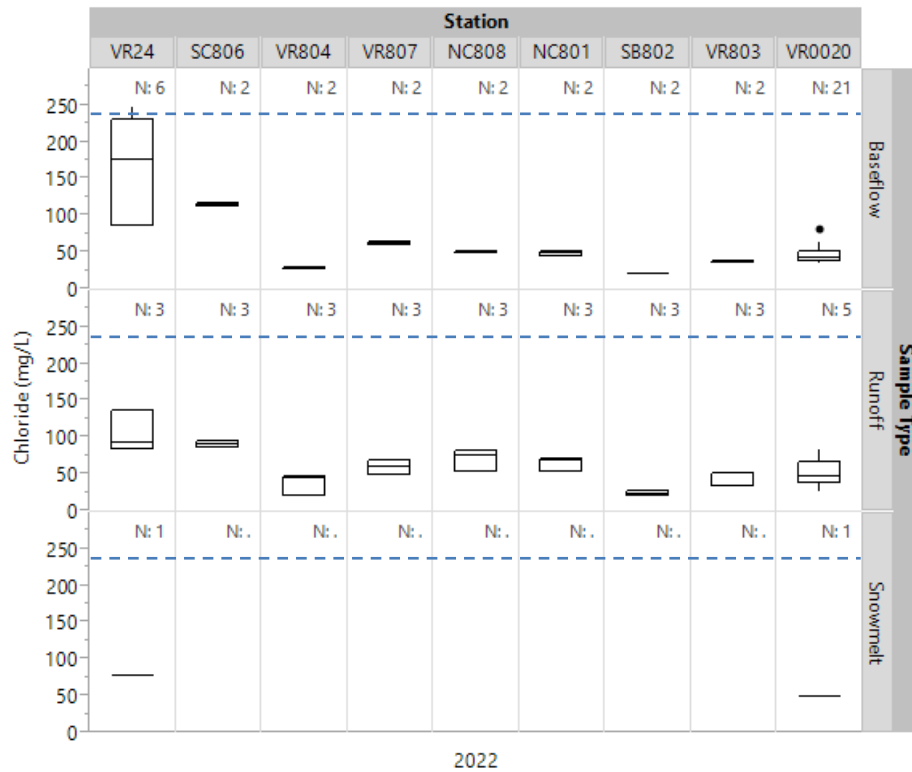 Station
VR24 SC806 VR804 VR807 NC808 NC801 SB802 VR803 VR0020
N: 6 N: 2 N: 2 N: 2 N: 2 N: 2 N: 2 N: 2 N: 21
250
200
150
100
50
0
Baseflow
N: 3 N: 3 N: 3 N: 3 N: 3 N: 3 N: 3 N: 3 N: 5
250
200
150
100
50
0
Runoff
Chloride (mg/L)
Sample Type
N: 1 N: . N: . N: . N: . N: . N: . N: . N: 1
250
200
150
100
50
0
Snowmelt
2022